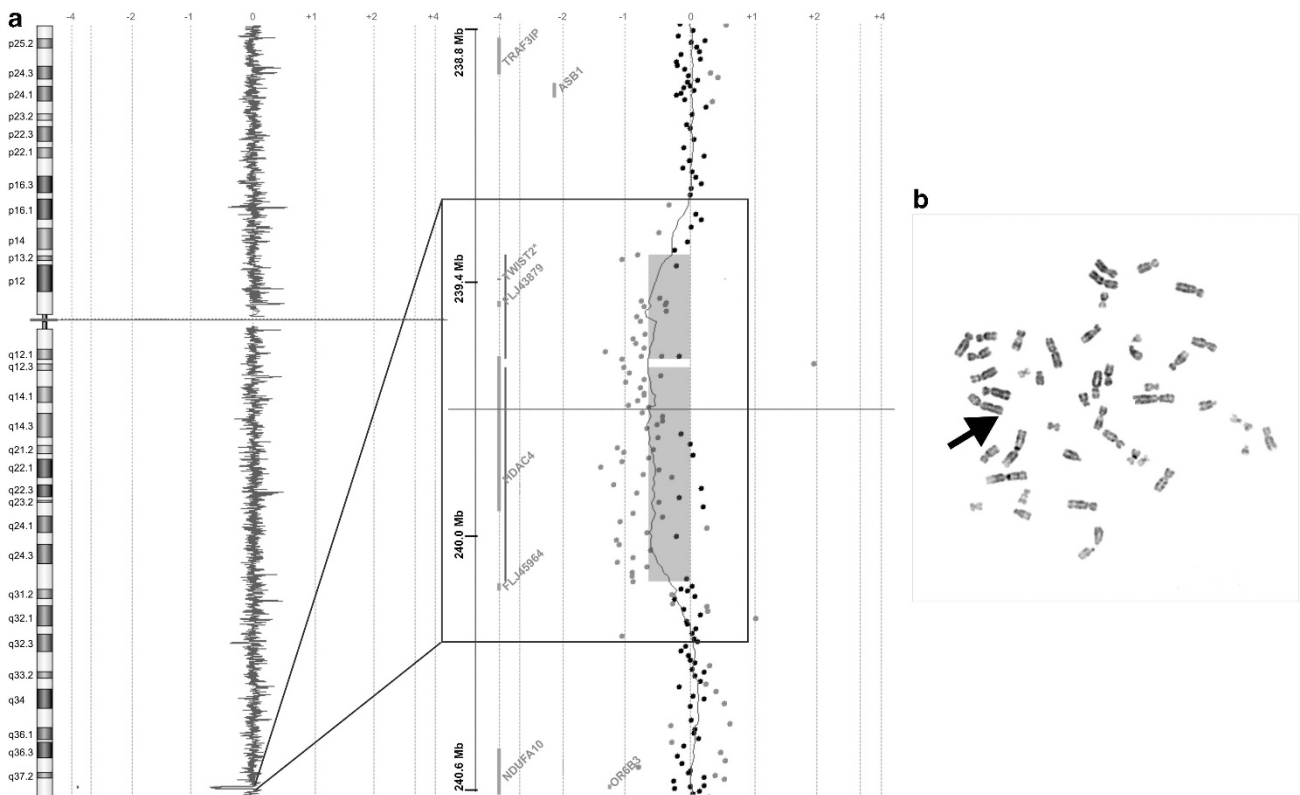 a
-4 -2 -1 0 +1 +2 +4 -4 -2 -1 0 +1 +2 +4
p25.2
p24.3
p24.1
p23.2
p22.3
p22.1
p16.3
p16.1
p14
p13.2
p12
q12.1
q12.3
q14.1
q14.3
q21.2
q22.1
q22.3
q23.2
q24.1
q24.3
q31.2
q32.1
q32.3
q33.2
q34
q36.1
q36.3
q37.2
238.8 Mb
239.4 Mb
240.0 Mb
240.6 Mb
TRAF3IP
ASB1
TWIST2*
FLJ43879
HDAC4
FLJ45964
NDUFA10
OR6B3
b